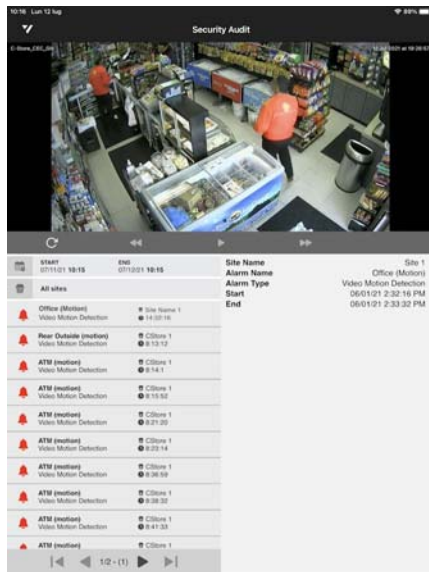 10:16 Lun 12 lug
89%
Security Audit
START
07/11/21 10:15
END
07/12/21 10:15
All sites
Office (Motion)
Video Motion Detection
Site Name 1
14:32:16
Rear Outside (motion)
Video Motion Detection
CStore 1
8:13:12
ATM (motion)
Video Motion Detection
CStore 1
8:14:1
ATM (motion)
Video Motion Detection
CStore 1
8:15:52
ATM (motion)
Video Motion Detection
CStore 1
8:21:20
ATM (motion)
Video Motion Detection
CStore 1
8:23:14
ATM (motion)
Video Motion Detection
CStore 1
8:36:59
ATM (motion)
Video Motion Detection
CStore 1
8:38:32
ATM (motion)
Video Motion Detection
CStore 1
8:41:33
ATM (motion)
CStore 1
1/2 - (1)
Site Name Site 1
Alarm Name Office (Motion)
Alarm Type Video Motion Detection
Start 06/01/21 2:32:16 PM
End 06/01/21 2:33:32 PM